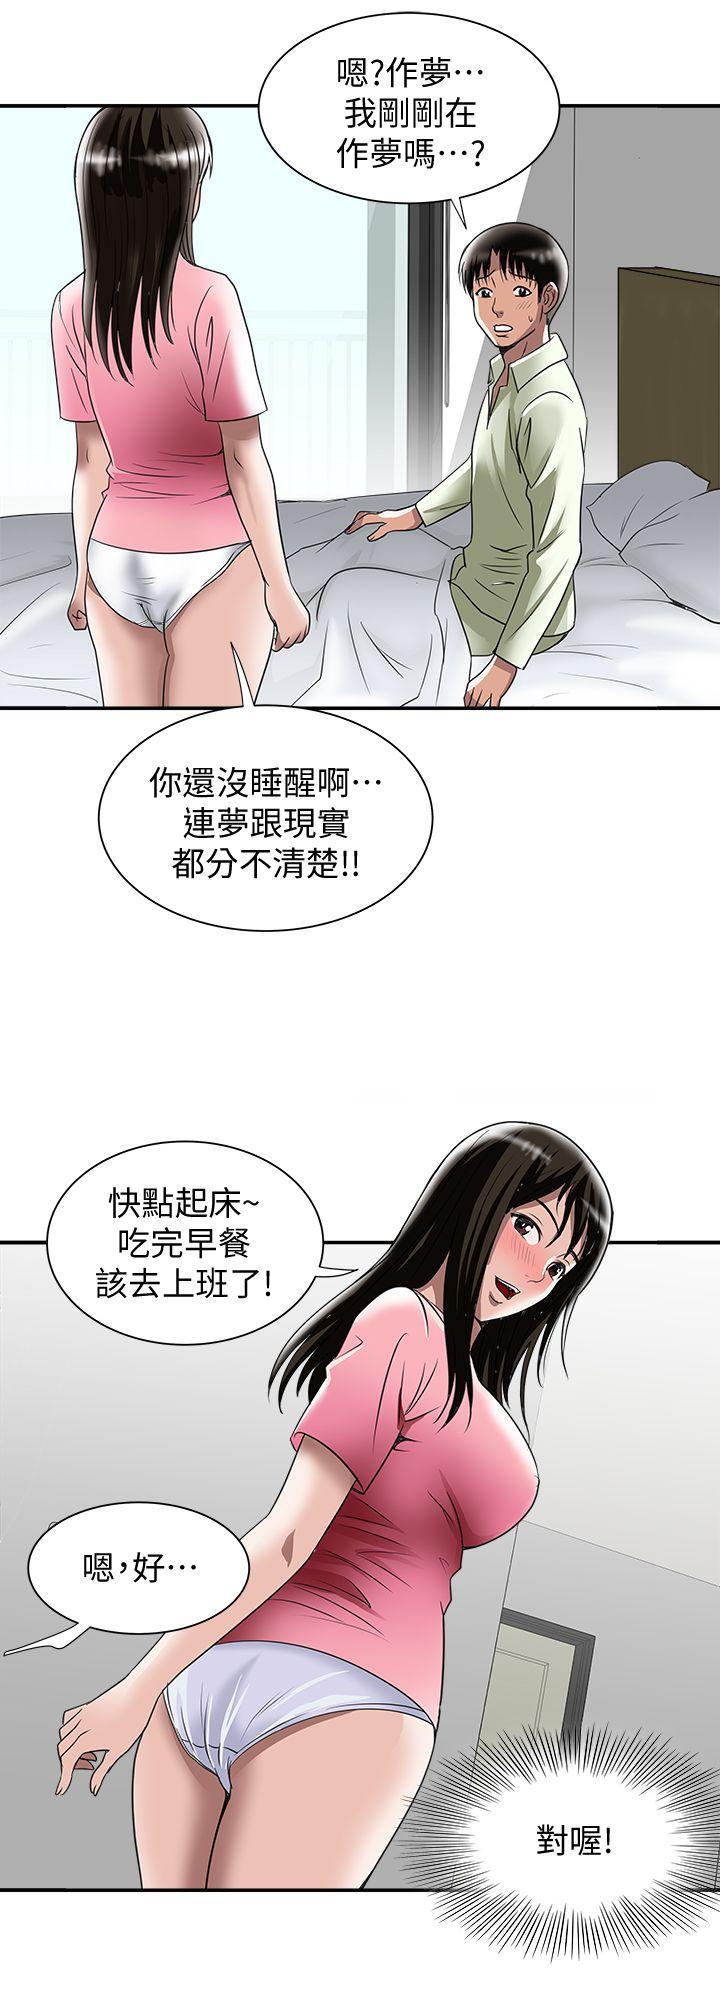 嗯?作夢⋯
我剛剛在
作夢嗎⋯?
你還沒睡醒啊⋯
連夢跟現實
都分不清楚!!
快點起床~
吃完早餐
該去上班了!
嗯,好⋯
對喔!